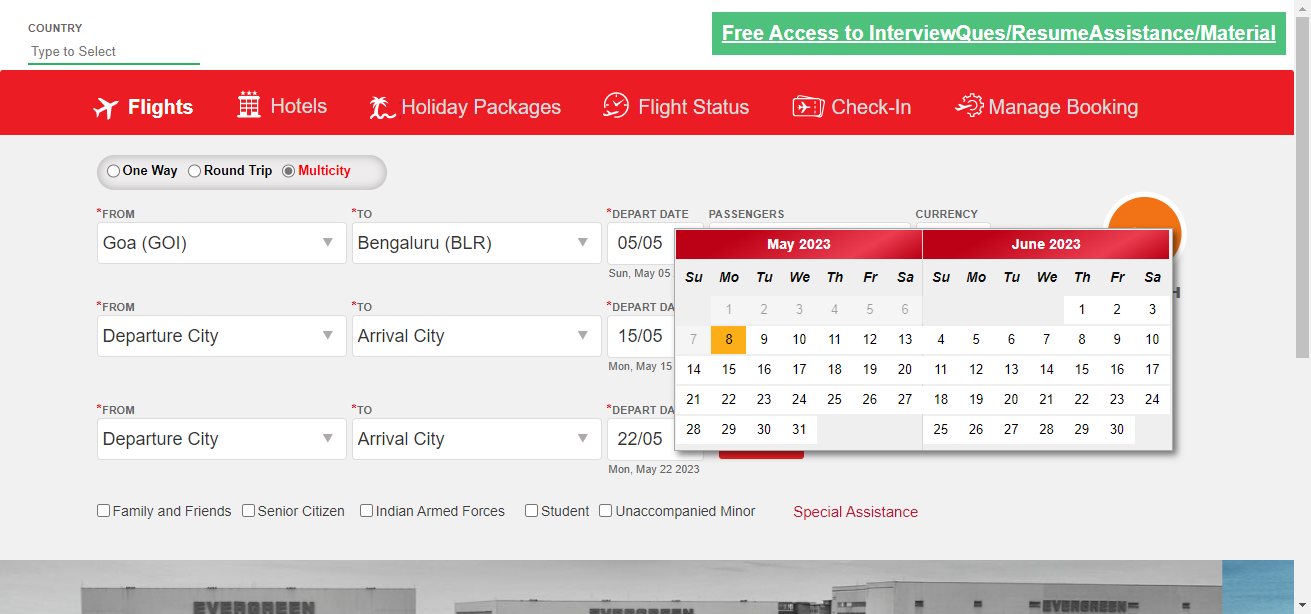 COUNTRY
Type to Select
Free Access to InterviewQues/ResumeAssistance/Material
Flights Hotels Holiday Packages Flight Status Check-In Manage Booking
One Way Round Trip Multicity
*FROM *TO *DEPART DATE PASSENGERS CURRENCY
Goa (GOI) Bengaluru (BLR) 05/05
Sun, May 05
*FROM *TO *DEPART DA
Departure City Arrival City 15/05
Mon, May 15
*FROM *TO *DEPART DA
Departure City Arrival City 22/05
Mon, May 22 2023
May 2023
Su Mo Tu We Th Fr Sa
1 2 3 4 5 6
7 8 9 10 11 12 13
14 15 16 17 18 19 20
21 22 23 24 25 26 27
28 29 30 31
June 2023
Su Mo Tu We Th Fr Sa
1 2 3
4 5 6 7 8 9 10
11 12 13 14 15 16 17
18 19 20 21 22 23 24
25 26 27 28 29 30
H
Family and Friends Senior Citizen Indian Armed Forces Student Unaccompanied Minor Special Assistance
EVERGREEN EVERGREEN EVERGREEN